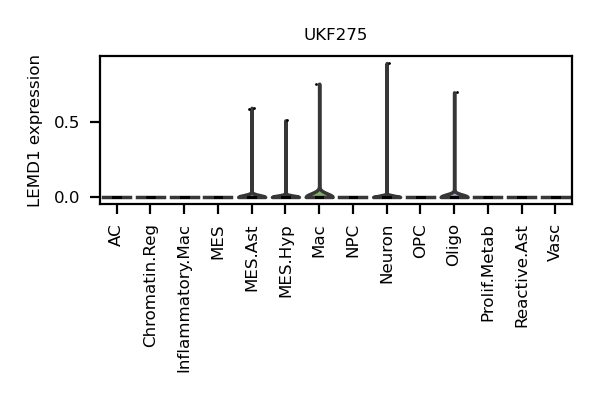 UKF275
LEMD1 expression
0.5
0.0
AC
Chromatin.Reg
Inflammatory.Mac
MES
MES.Ast
MES.Hyp
Mac
NPC
Neuron
OPC
Oligo
Prolif.Metab
Reactive.Ast
Vasc